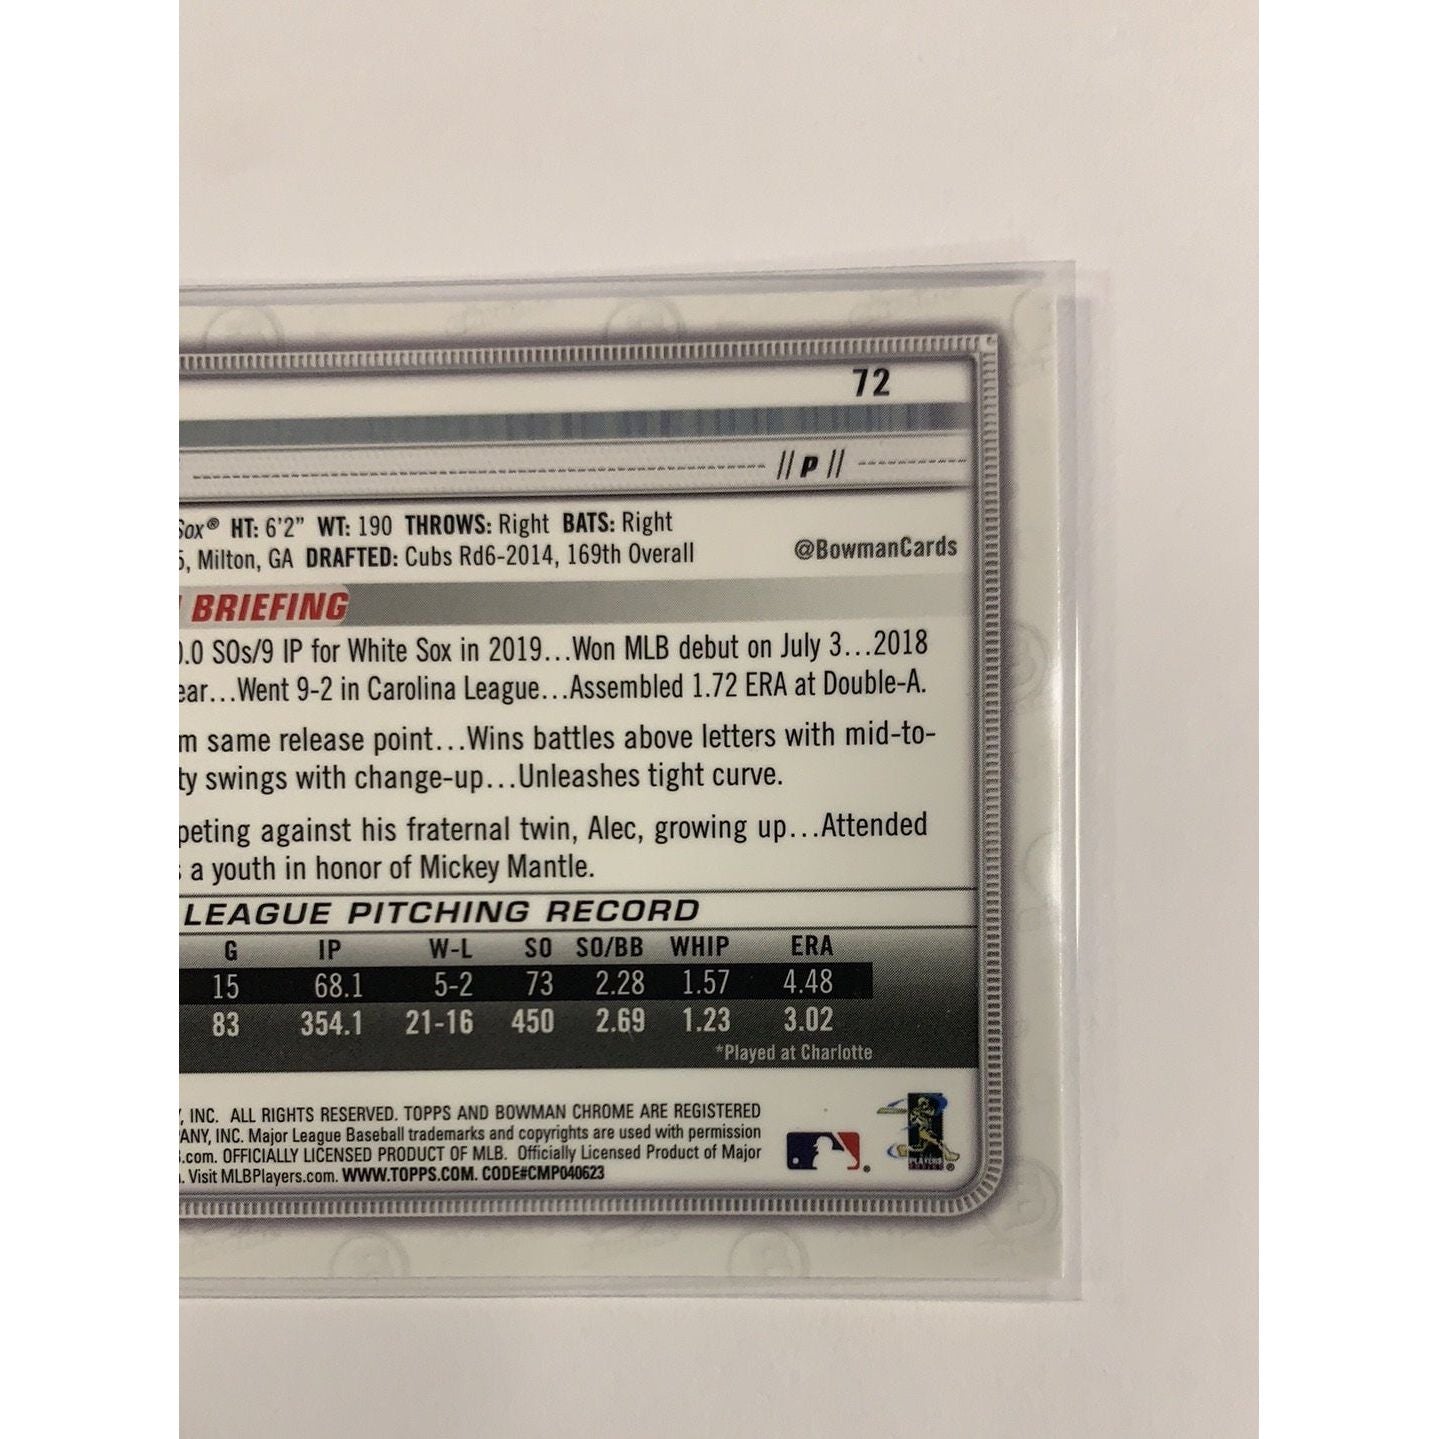 72
// P //
Sox® HT: 6'2" WT: 190 THROWS: Right BATS: Right
5, Milton, GA DRAFTED: Cubs Rd6-2014, 169th Overall
@BowmanCards
BRIEFING
0.0 SOs/9 IP for White Sox in 2019...Won MLB debut on July 3...2018
ear...Went 9-2 in Carolina League...Assembled 1.72 ERA at Double-A.
m same release point...Wins battles above letters with mid-to-
ty swings with change-up...Unleashes tight curve.
peting against his fraternal twin, Alec, growing up...Attended
a youth in honor of Mickey Mantle.
LEAGUE PITCHING RECORD
G IP W-L SO SO/BB WHIP ERA
15 68.1 5-2 73 2.28 1.57 4.48
83 354.1 21-16 450 2.69 1.23 3.02
*Played at Charlotte
, INC. ALL RIGHTS RESERVED. TOPPS AND BOWMAN CHROME ARE REGISTERED
ANY, INC. Major League Baseball trademarks and copyrights are used with permission
.com. OFFICIALLY LICENSED PRODUCT OF MLB. Officially Licensed Product of Major
. Visit MLBPlayers.com. WWW.TOPPS.COM. CODE#CMP040623